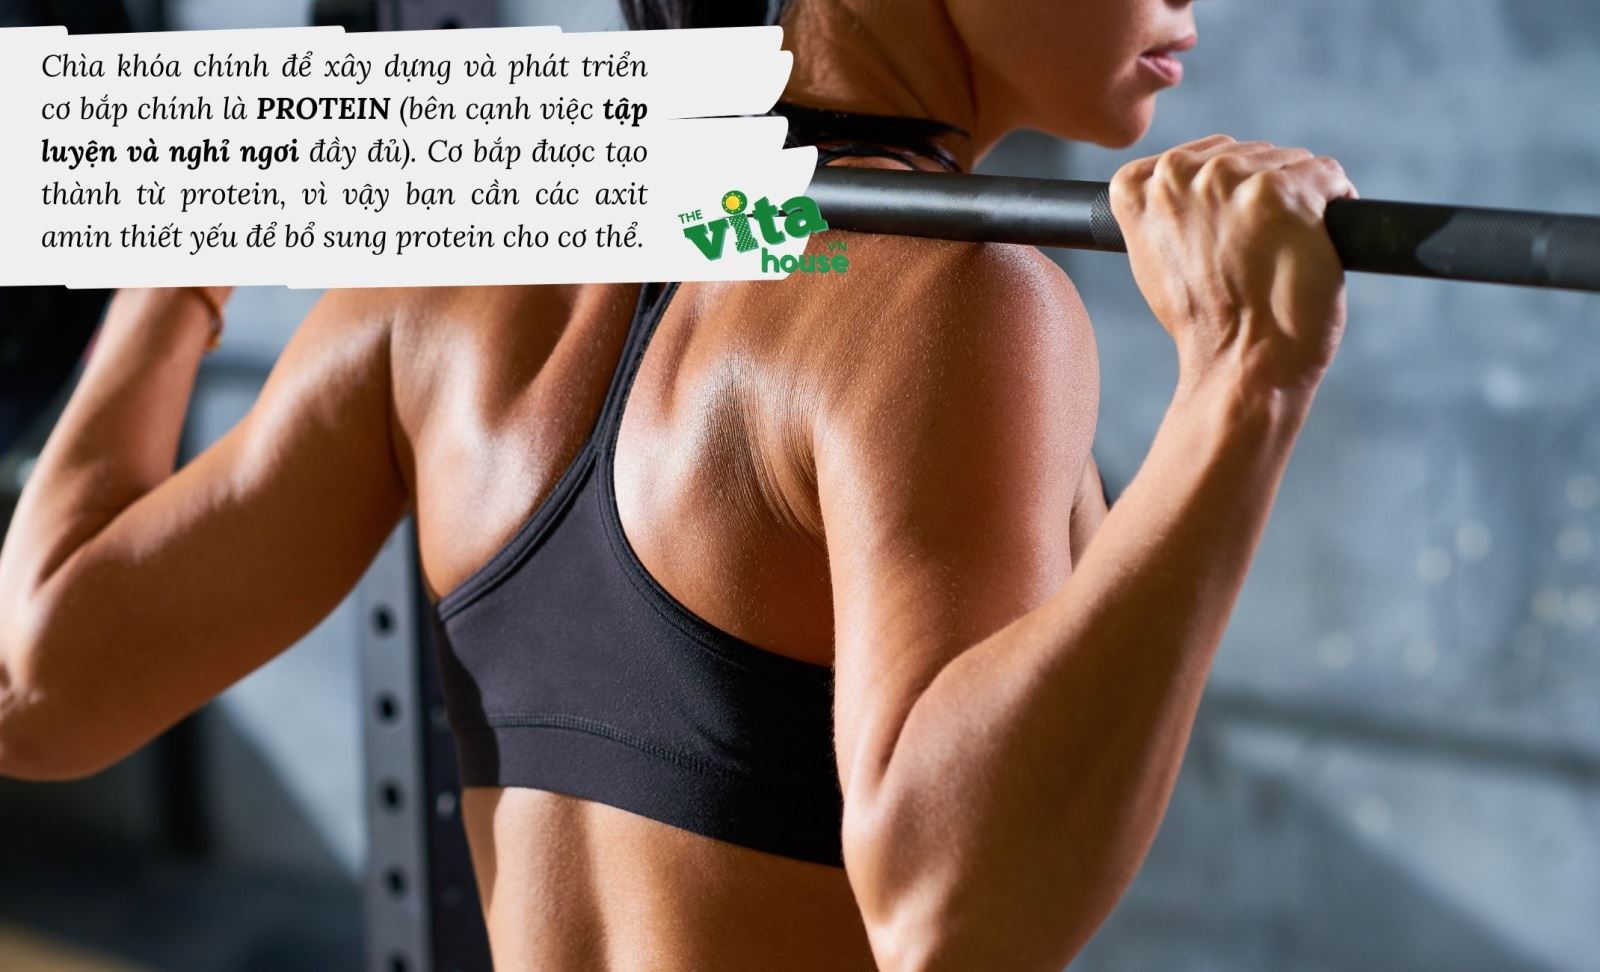 Chìa khóa chính để xây dựng và phát triển
cơ bắp chính là PROTEIN (bên cạnh việc tập
luyện và nghỉ ngơi đầy đủ). Cơ bắp được tạo
thành từ protein, vì vậy bạn cần các axit
amin thiết yếu để bổ sung protein cho cơ thể.
THE
vita
VN
house